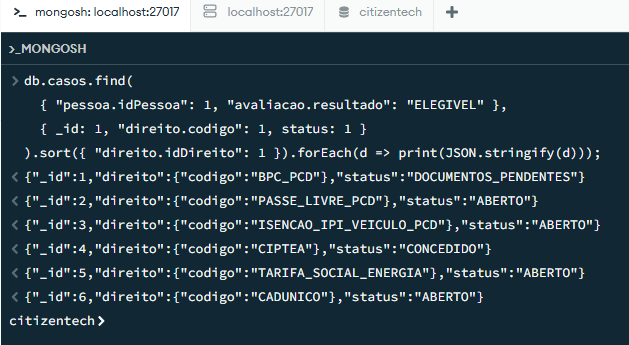 >_ mongosh: localhost:27017 localhost:27017 citizentech +
>_MONGOSH
> db.casos.find(
{ "pessoa.idPessoa": 1, "avaliacao.resultado": "ELEGIVEL" },
{ _id: 1, "direito.codigo": 1, status: 1 }
).sort({ "direito.idDireito": 1 }).forEach(d => print(JSON.stringify(d)));
< {"_id":1,"direito":{"codigo":"BPC_PCD"},"status":"DOCUMENTOS_PENDENTES"}
< {"_id":2,"direito":{"codigo":"PASSE_LIVRE_PCD"},"status":"ABERTO"}
< {"_id":3,"direito":{"codigo":"ISENCAO_IPI_VEICULO_PCD"},"status":"ABERTO"}
< {"_id":4,"direito":{"codigo":"CIPTEA"},"status":"CONCEDIDO"}
< {"_id":5,"direito":{"codigo":"TARIFA_SOCIAL_ENERGIA"},"status":"ABERTO"}
< {"_id":6,"direito":{"codigo":"CADUNICO"},"status":"ABERTO"}
citizentech>